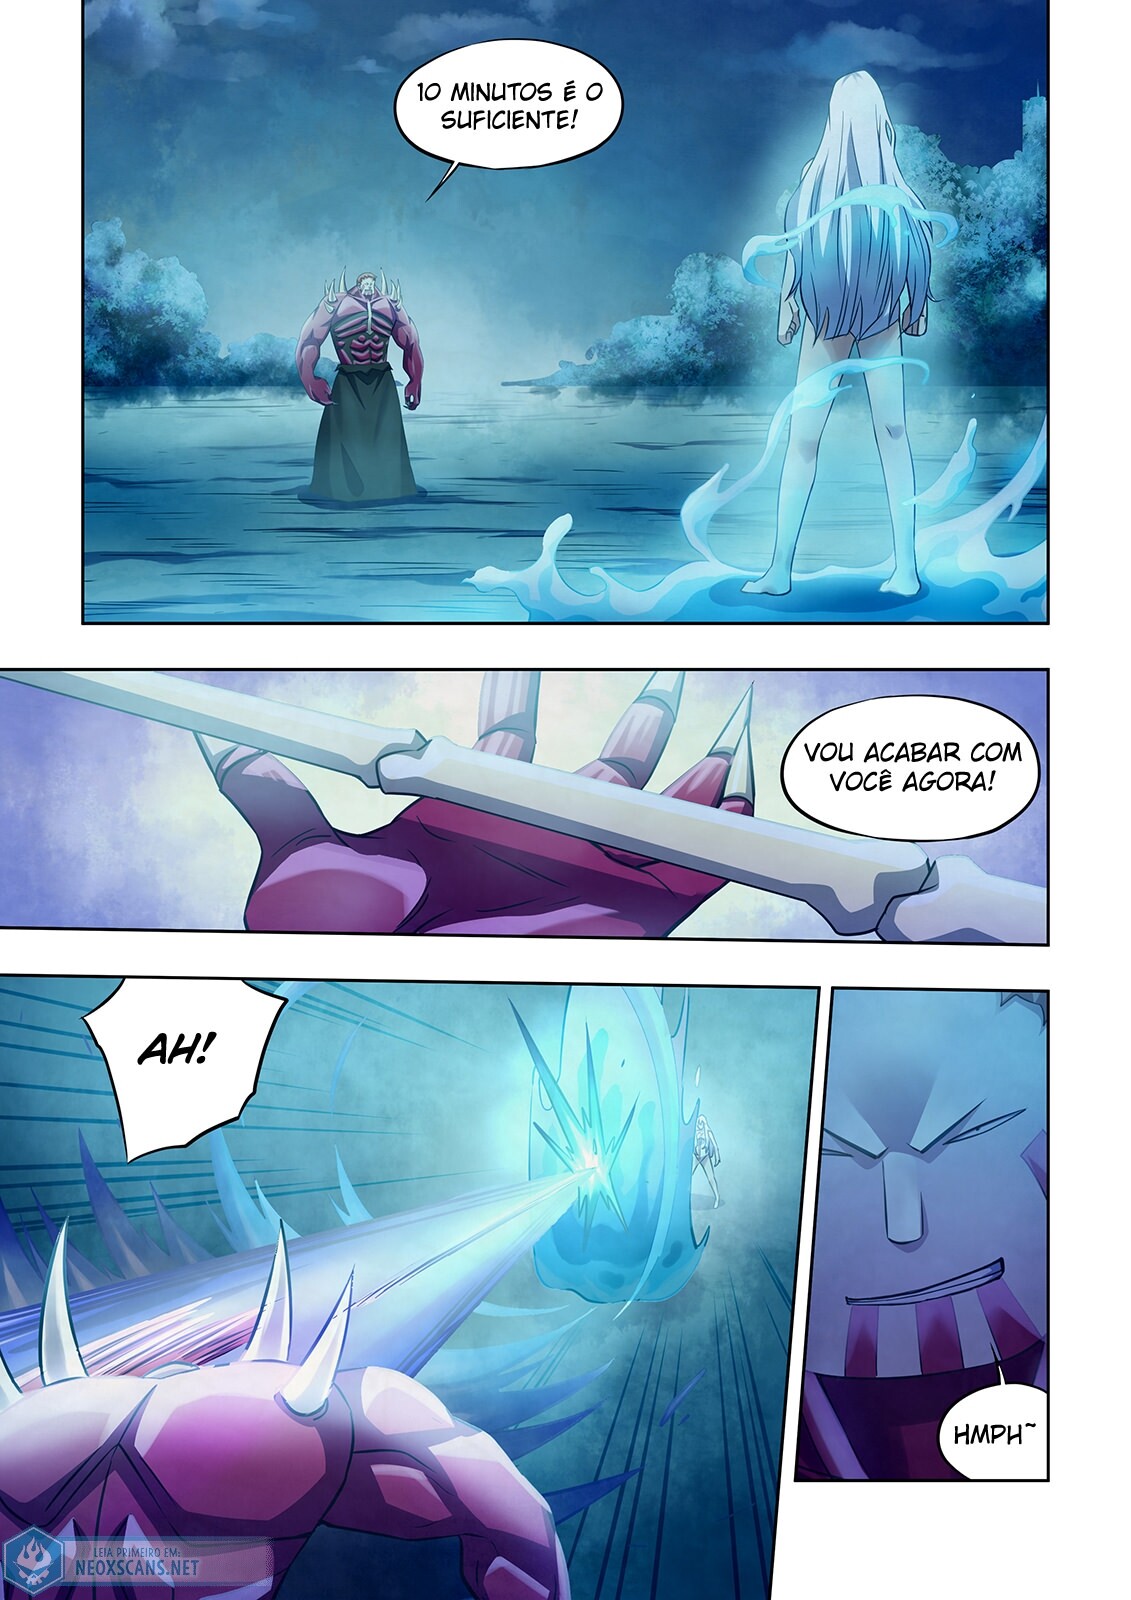 10 MINUTOS É O
SUFICIENTE!
VOU ACABAR COM
VOCÊ AGORA!
AH!
HMPH~
LEIA PRIMEIRO EM:
NEOXSCANS.NET